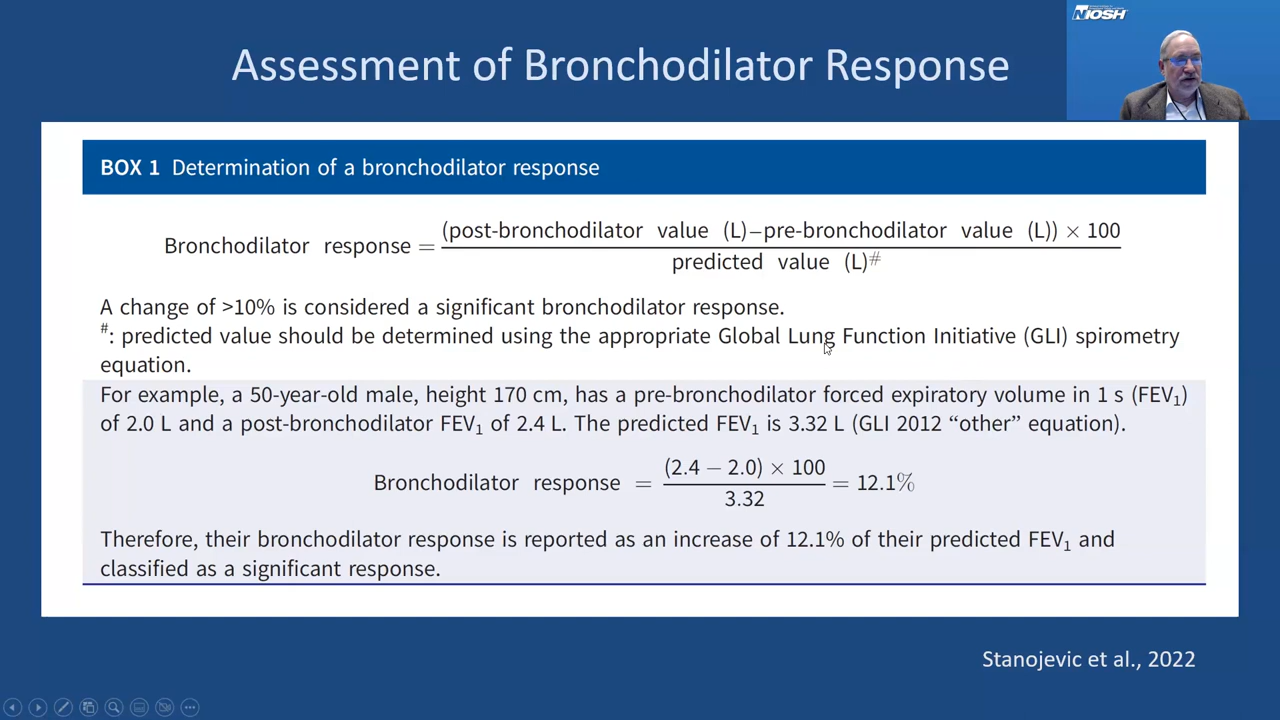 NIOSH
Assessment of Bronchodilator Response
BOX 1 Determination of a bronchodilator response
Bronchodilator response = (post-bronchodilator value (L)−pre-bronchodilator value (L)) × 100
predicted value (L)#
A change of >10% is considered a significant bronchodilator response.
#: predicted value should be determined using the appropriate Global Lung Function Initiative (GLI) spirometry
equation.
For example, a 50-year-old male, height 170 cm, has a pre-bronchodilator forced expiratory volume in 1 s (FEV₁)
of 2.0 L and a post-bronchodilator FEV₁ of 2.4 L. The predicted FEV₁ is 3.32 L (GLI 2012 “other” equation).
Bronchodilator response = (2.4 − 2.0) × 100 = 12.1%
3.32
Therefore, their bronchodilator response is reported as an increase of 12.1% of their predicted FEV₁ and
classified as a significant response.
Stanojevic et al., 2022